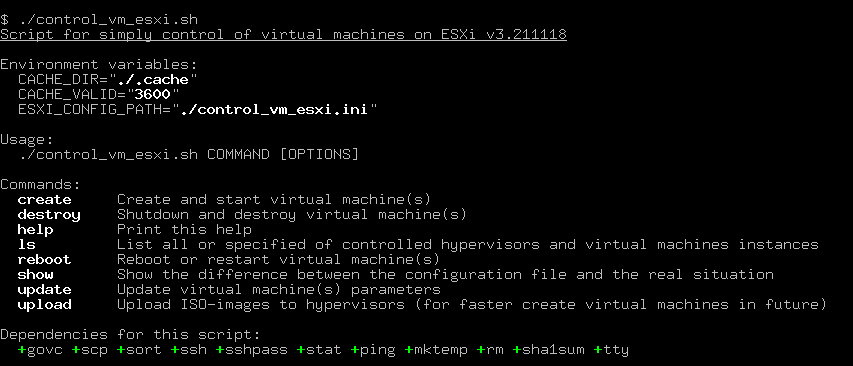 $ ./control_vm_esxi.sh
Script for simply control of virtual machines on ESXi v3.211118
Environment variables:
CACHE_DIR="./.cache"
CACHE_VALID="3600"
ESXI_CONFIG_PATH="./control_vm_esxi.ini"
Usage:
./control_vm_esxi.sh COMMAND [OPTIONS]
Commands:
create Create and start virtual machine(s)
destroy Shutdown and destroy virtual machine(s)
help Print this help
ls List all or specified of controlled hypervisors and virtual machines instances
reboot Reboot or restart virtual machine(s)
show Show the difference between the configuration file and the real situation
update Update virtual machine(s) parameters
upload Upload ISO-images to hypervisors (for faster create virtual machines in future)
Dependencies for this script:
+govc +scp +sort +ssh +sshpass +stat +ping +mktemp +rm +sha1sum +tty